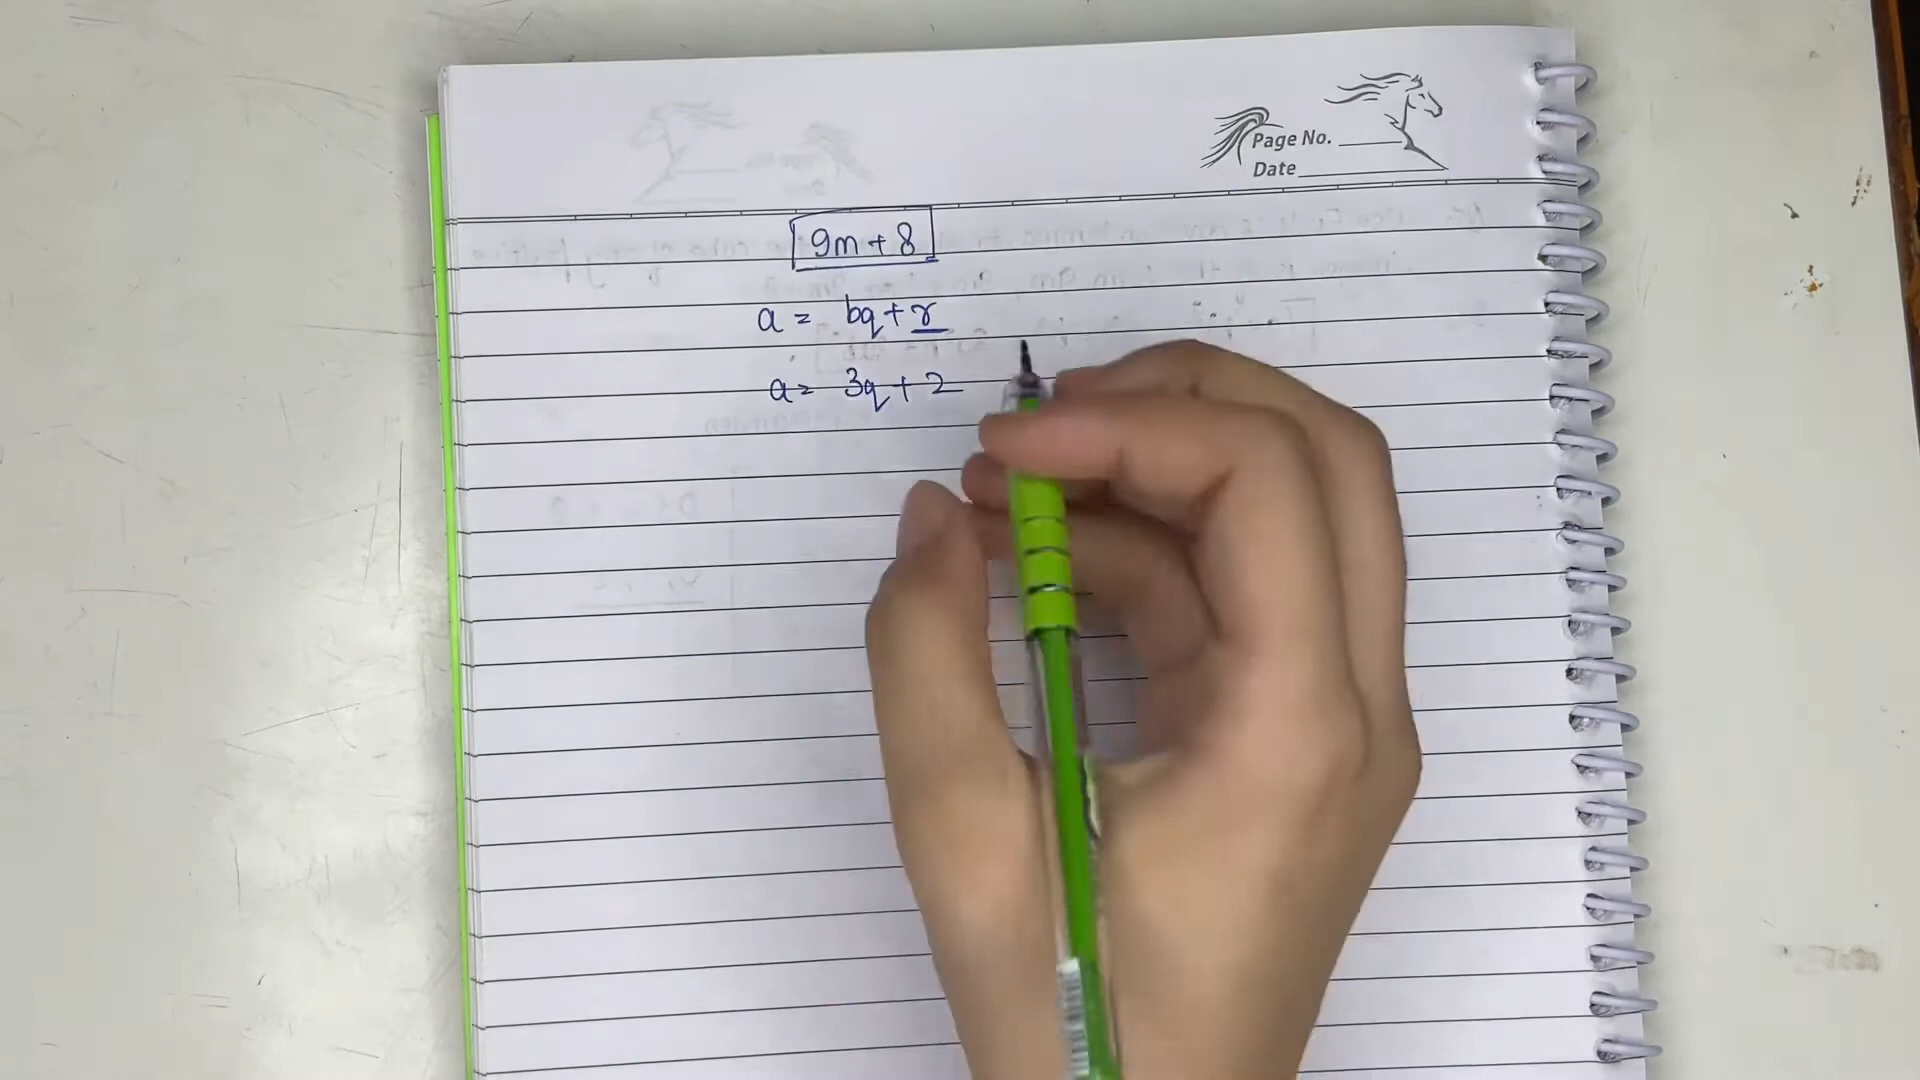 Page No.
Date
9m + 8
a = bq + r
a = 3q + 2